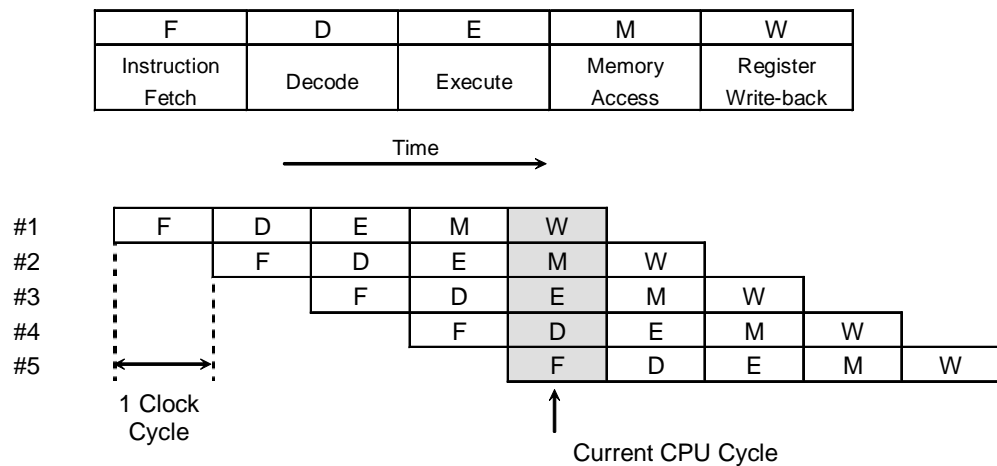 F D E M W
Instruction Fetch Decode Execute Memory Access Register Write-back
Time
#1 F D E M W
#2 F D E M W
#3 F D E M W
#4 F D E M W
#5 F D E M W
1 Clock
Cycle
Current CPU Cycle